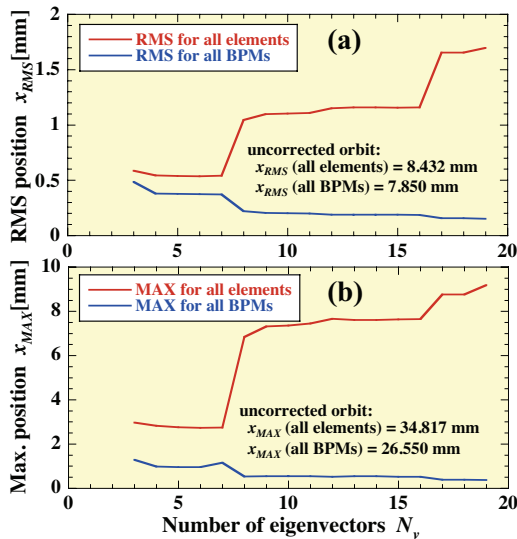 RMS position x_RMS [mm]
2
1.5
1
0.5
0
RMS for all elements
RMS for all BPMs
(a)
uncorrected orbit:
x_RMS (all elements) = 8.432 mm
x_RMS (all BPMs) = 7.850 mm
0 5 10 15 20
Max. position x_MAX [mm]
10
8
6
4
2
0
MAX for all elements
MAX for all BPMs
(b)
uncorrected orbit:
x_MAX (all elements) = 34.817 mm
x_MAX (all BPMs) = 26.550 mm
0 5 10 15 20
Number of eigenvectors N_v